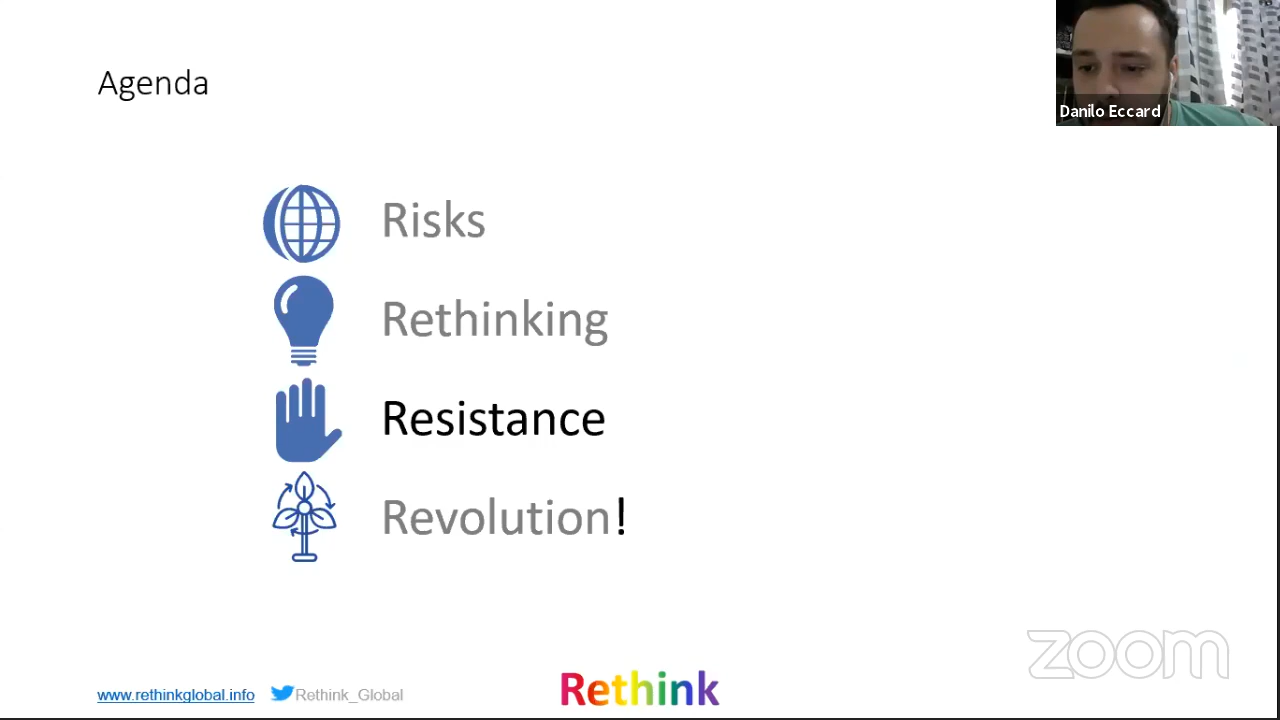 Agenda
Danilo Eccard
Risks
Rethinking
Resistance
Revolution!
www.rethinkglobal.info
Rethink_Global
Rethink
zoom